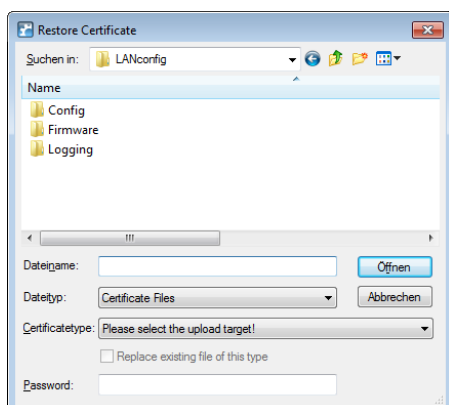 Restore Certificate
Suchen in: LANconfig
Name
Config
Firmware
Logging
Dateiname: Öffnen
Dateityp: Certificate Files Abbrechen
Certificatetype: Please select the upload target!
Replace existing file of this type
Password: